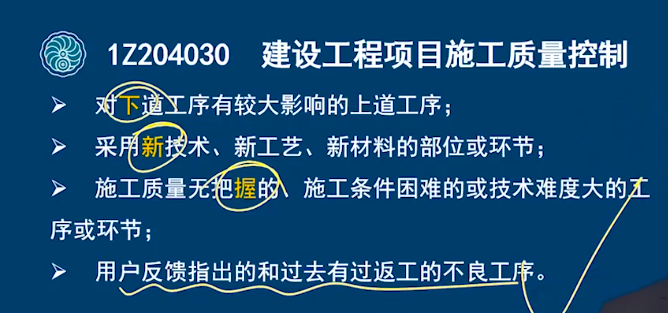 1Z204030 建设工程项目施工质量控制
➢ 对下道工序有较大影响的上道工序；
➢ 采用新技术、新工艺、新材料的部位或环节；
➢ 施工质量无把握的、施工条件困难的或技术难度大的工
序或环节；
➢ 用户反馈指出的和过去有过返工的不良工序。